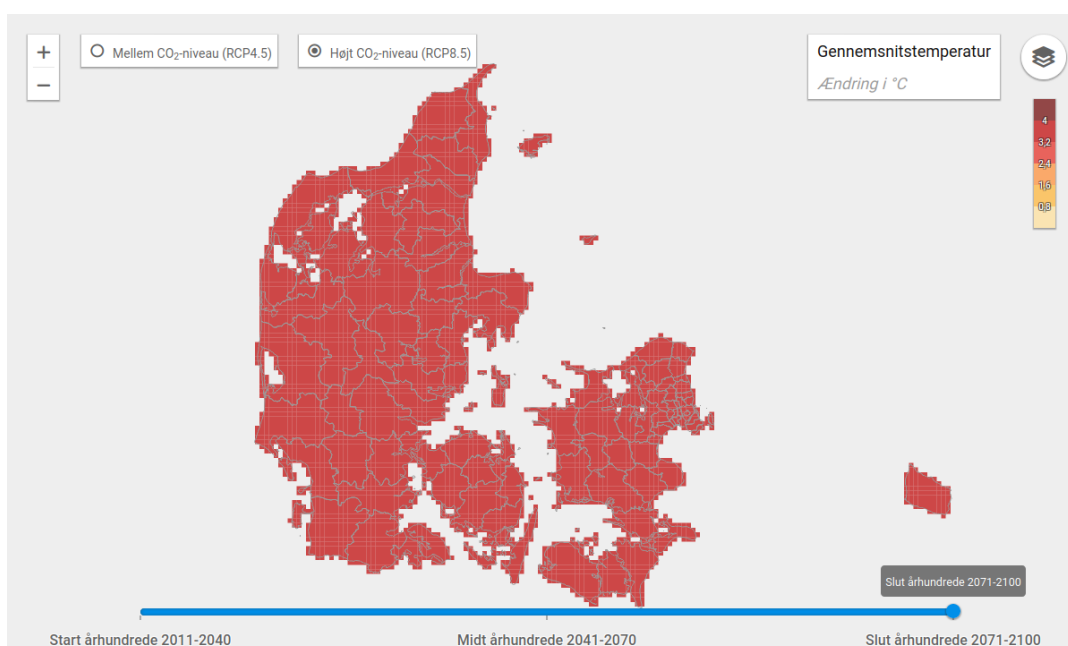 +
Mellem CO₂-niveau (RCP4.5)
Højt CO₂-niveau (RCP8.5)
Gennemsnitstemperatur
Ændring i °C
−
4
3,2
2,4
1,6
0,8
Slut århundrede 2071-2100
Start århundrede 2011-2040
Midt århundrede 2041-2070
Slut århundrede 2071-2100